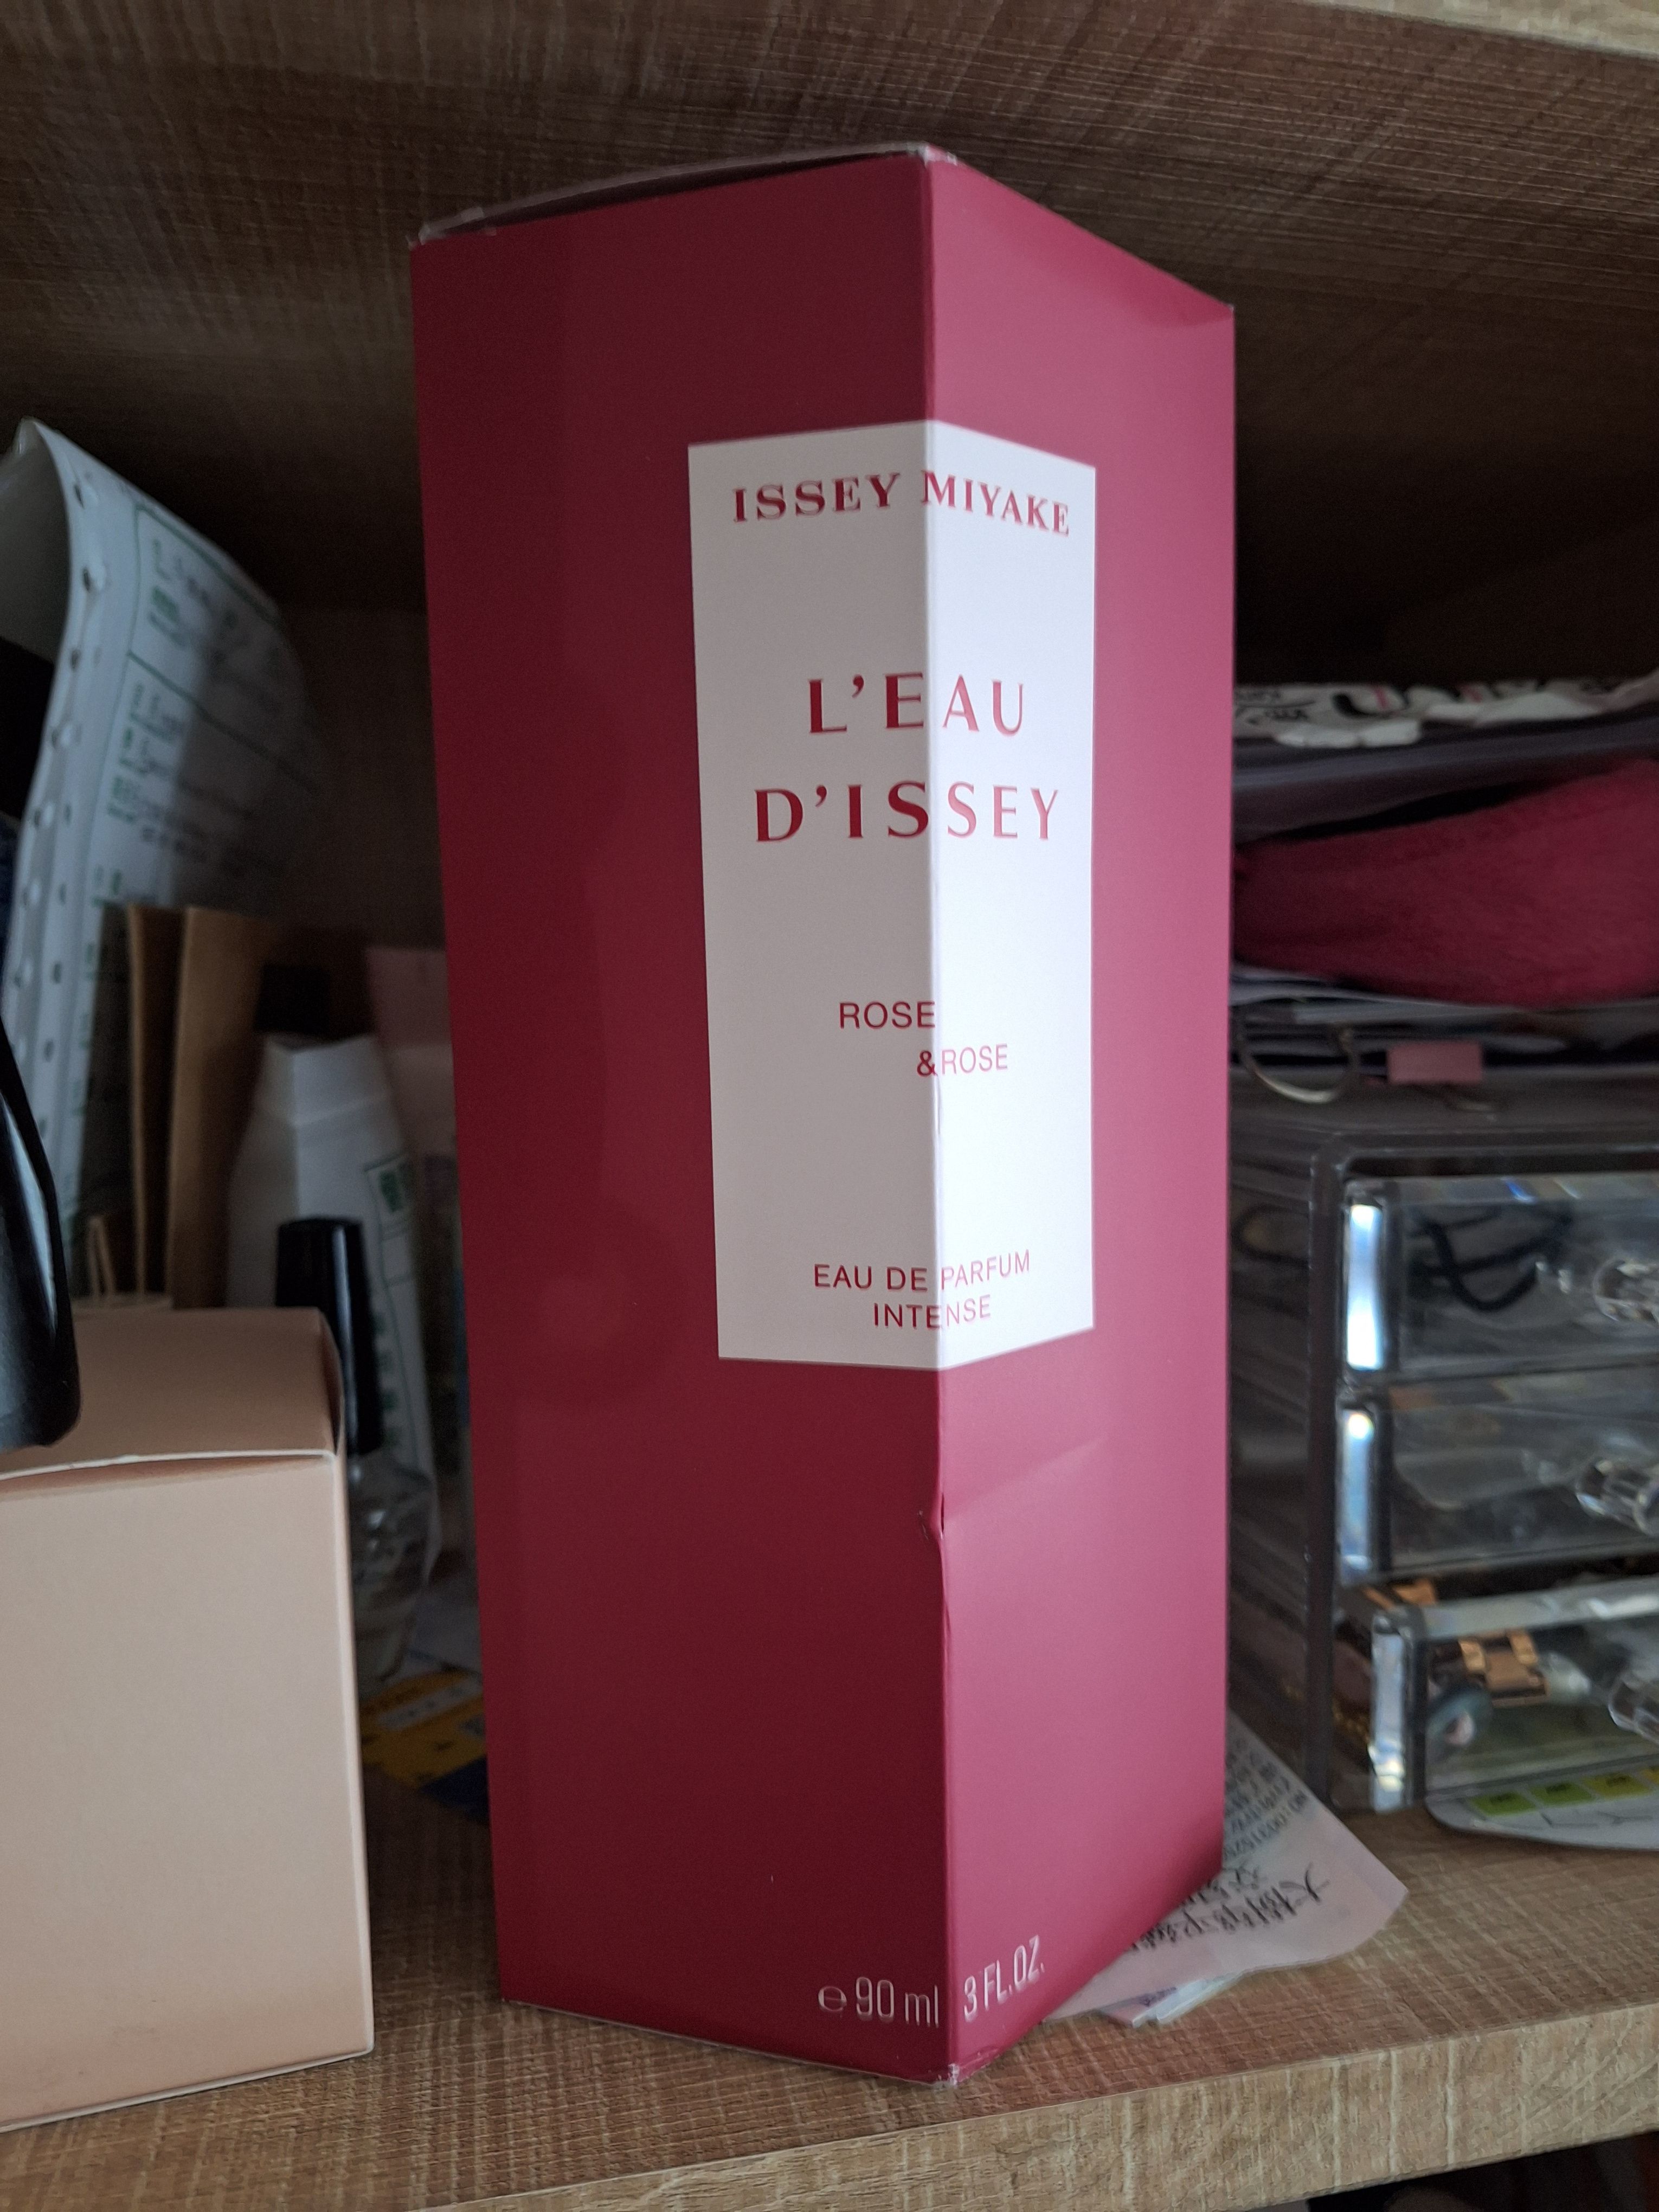 ISSEY MIYAKE
L'EAU
D'ISSEY
ROSE
&ROSE
EAU DE PARFUM
INTENSE
℮90 ml 3 FL.OZ.